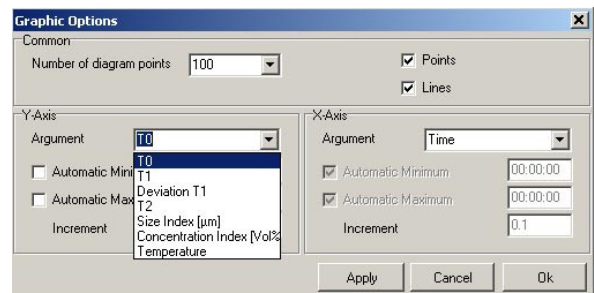 Graphic Options
Common
Number of diagram points 100
Points
Lines
Y-Axis
Argument T0
T0
T1
Deviation T1
T2
Size Index [µm]
Concentration Index [Vol%
Temperature
Automatic Mini
Automatic Max
Increment
X-Axis
Argument Time
Automatic Minimum 00:00:00
Automatic Maximum 00:00:00
Increment 0.1
Apply Cancel Ok